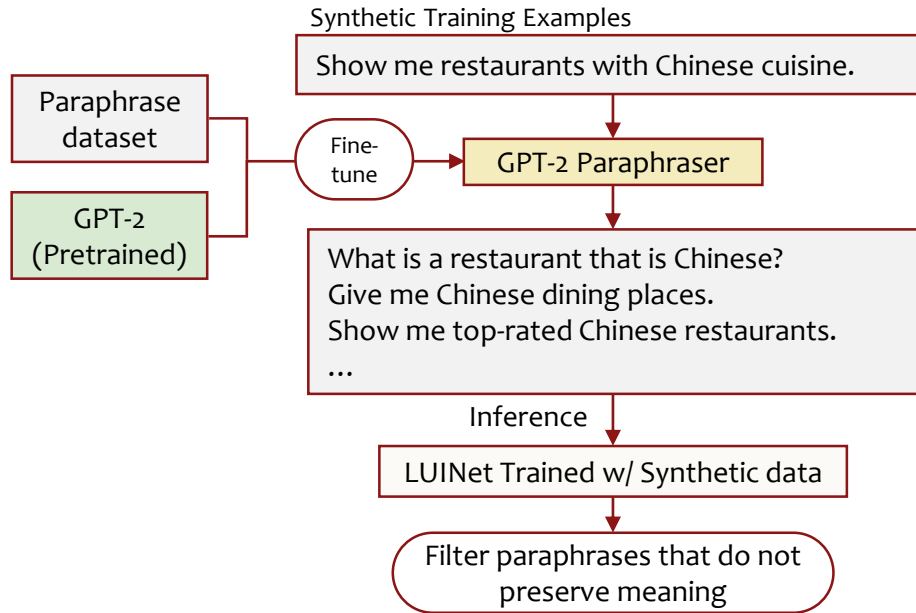 Synthetic Training Examples
Show me restaurants with Chinese cuisine.
Paraphrase
dataset
Fine-
tune
GPT-2 Paraphraser
GPT-2
(Pretrained)
What is a restaurant that is Chinese?
Give me Chinese dining places.
Show me top-rated Chinese restaurants.
…
Inference
LUINet Trained w/ Synthetic data
Filter paraphrases that do not
preserve meaning